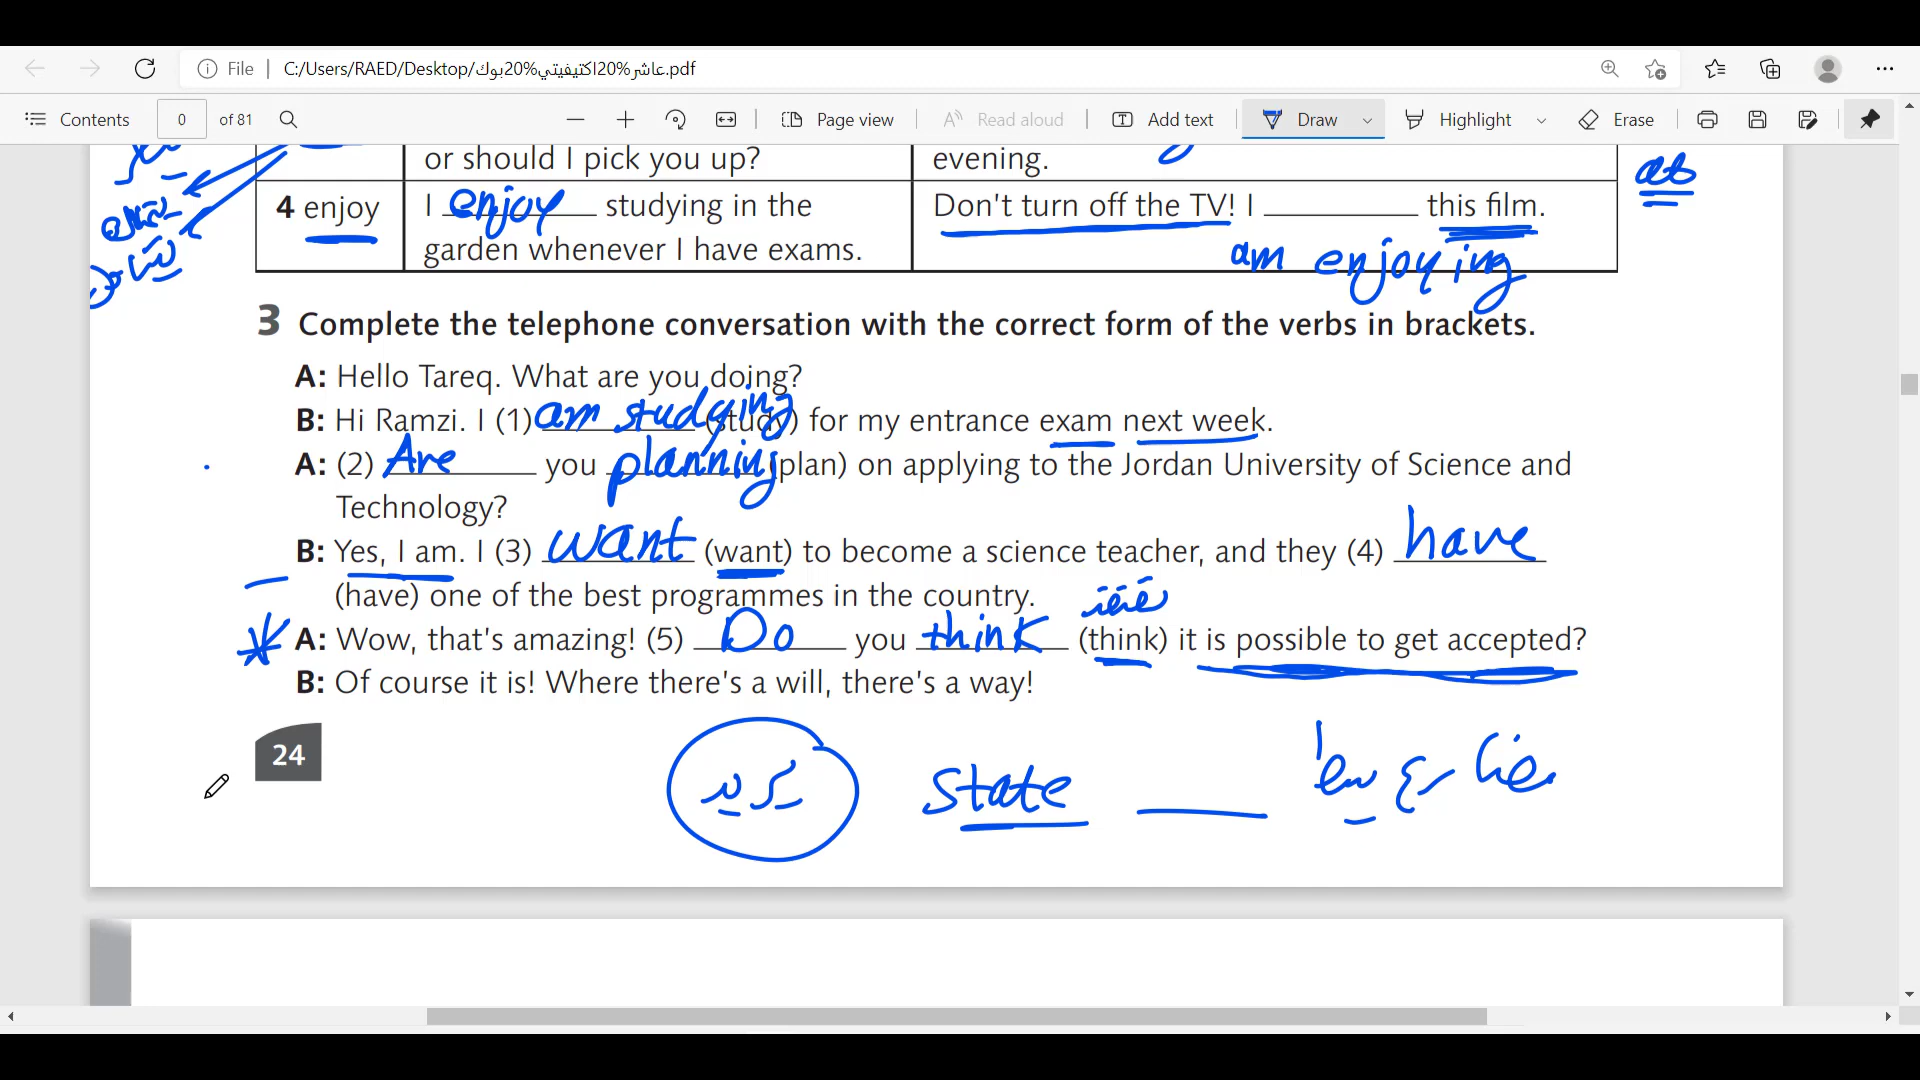 File C:/Users/RAED/Desktop/عاشر%20اكتيفيتي%20بوك.pdf
Contents 0 of 81 Page view Read aloud Add text Draw Highlight Erase
or should I pick you up? evening.
4 enjoy I enjoy studying in the Don't turn off the TV! I ________ this film.
garden whenever I have exams. am enjoying
3 Complete the telephone conversation with the correct form of the verbs in brackets.
A: Hello Tareq. What are you doing?
B: Hi Ramzi. I (1) am studying (study) for my entrance exam next week.
A: (2) Are you planning (plan) on applying to the Jordan University of Science and
Technology?
B: Yes, I am. I (3) want (want) to become a science teacher, and they (4) have
(have) one of the best programmes in the country.
A: Wow, that's amazing! (5) Do you think (think) it is possible to get accepted?
B: Of course it is! Where there's a will, there's a way!
24
state